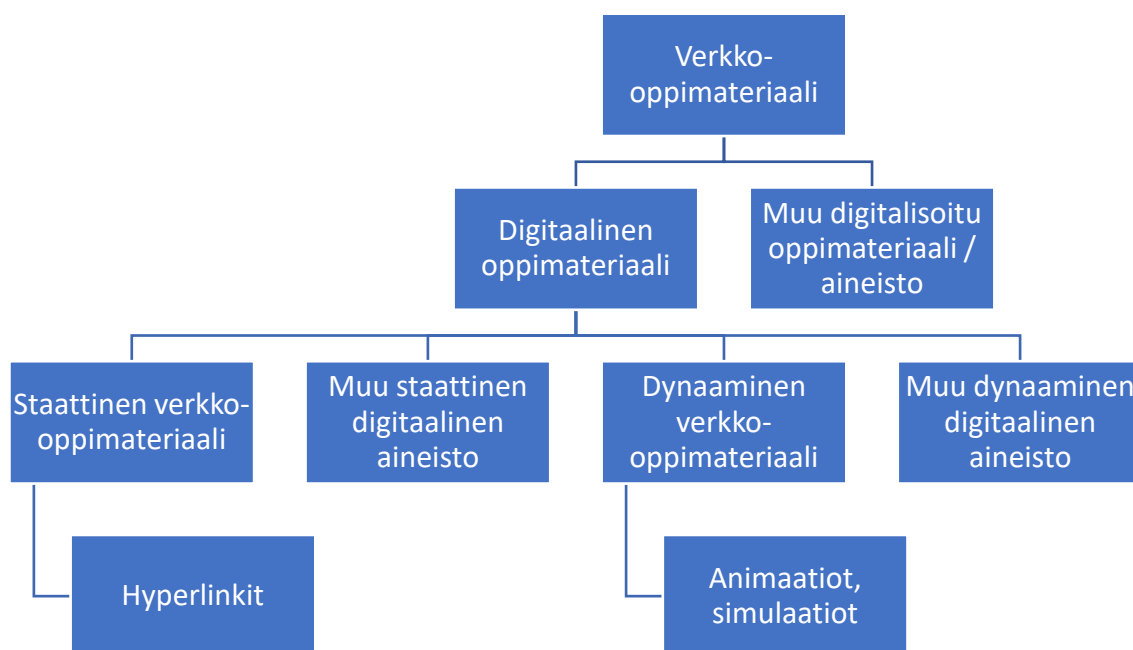 Verkko-
oppimateriaali
Digitaalinen
oppimateriaali
Muu digitalisoitu
oppimateriaali /
aineisto
Staattinen verkko-
oppimateriaali
Muu staattinen
digitaalinen
aineisto
Dynaaminen
verkko-
oppimateriaali
Muu dynaaminen
digitaalinen
aineisto
Hyperlinkit
Animaatiot,
simulaatiot